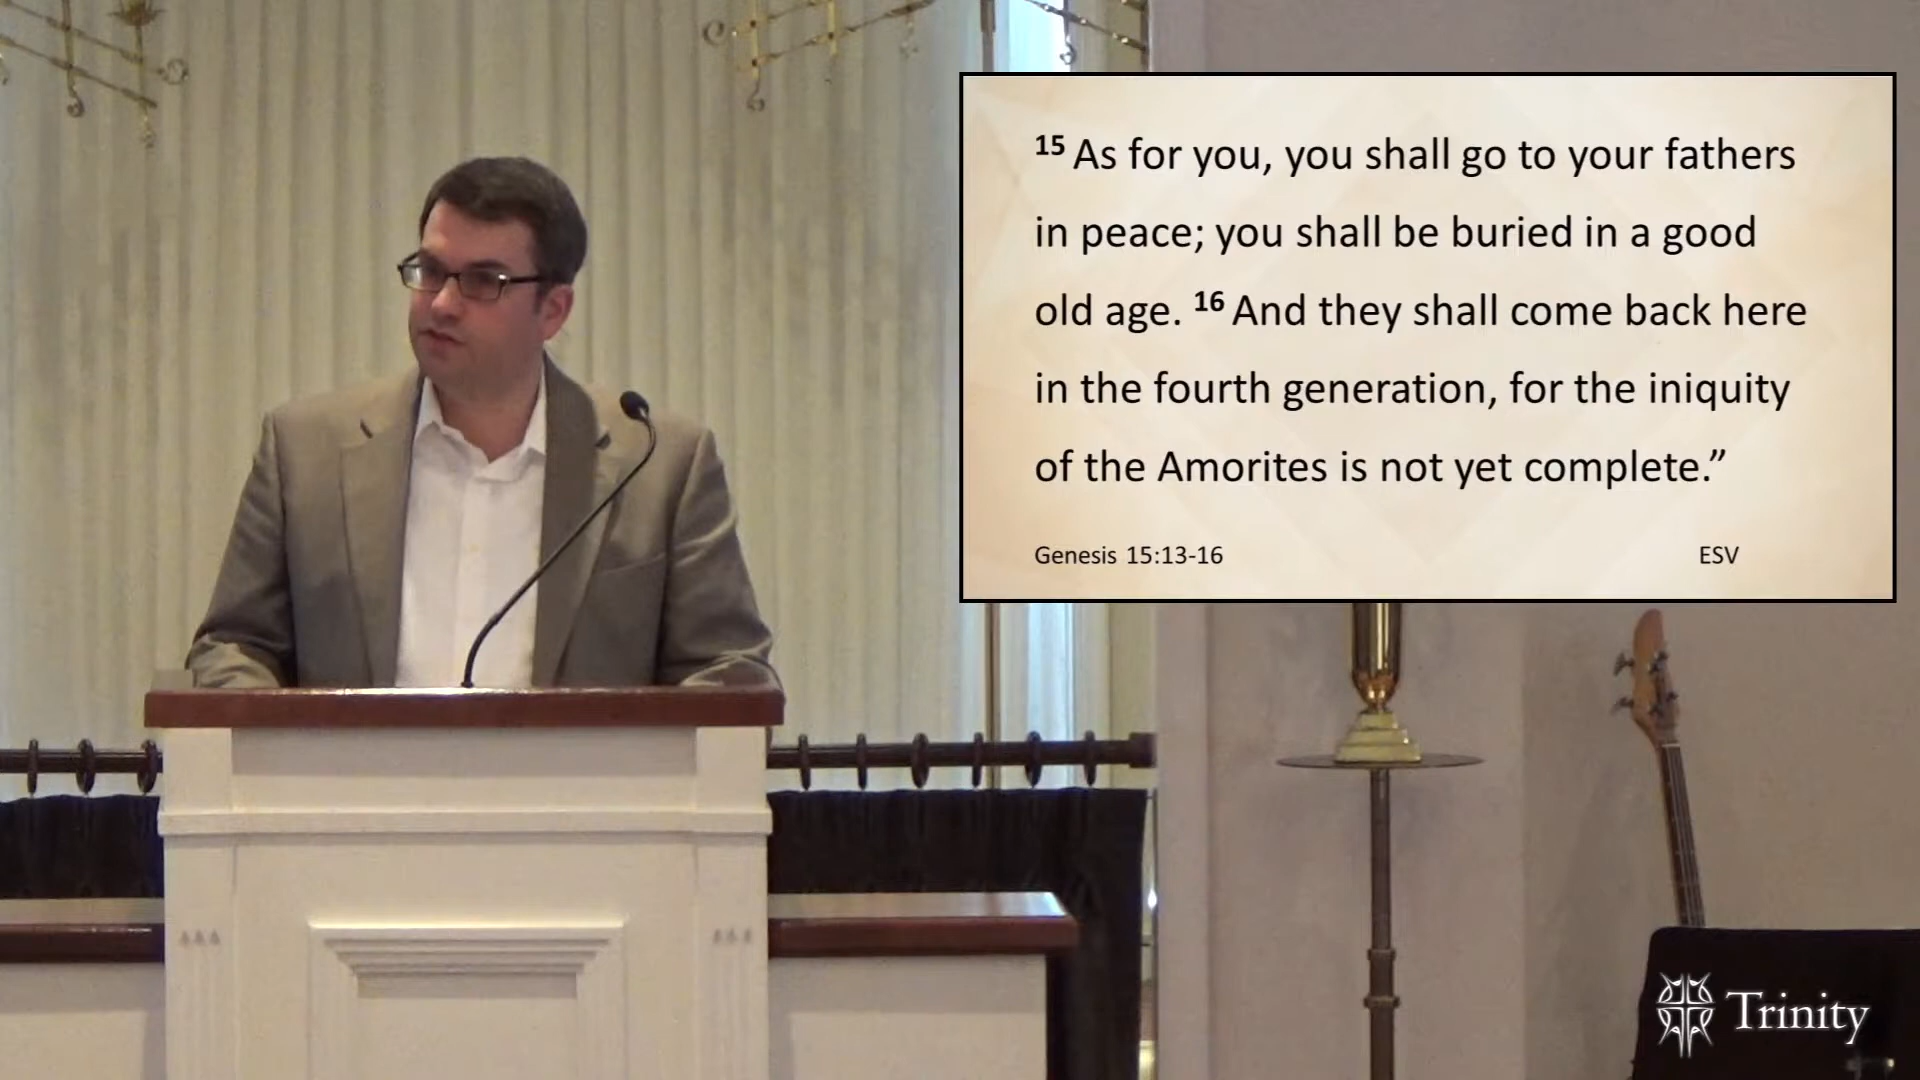 15 As for you, you shall go to your fathers
in peace; you shall be buried in a good
old age. 16 And they shall come back here
in the fourth generation, for the iniquity
of the Amorites is not yet complete.”
Genesis 15:13-16 ESV
Trinity